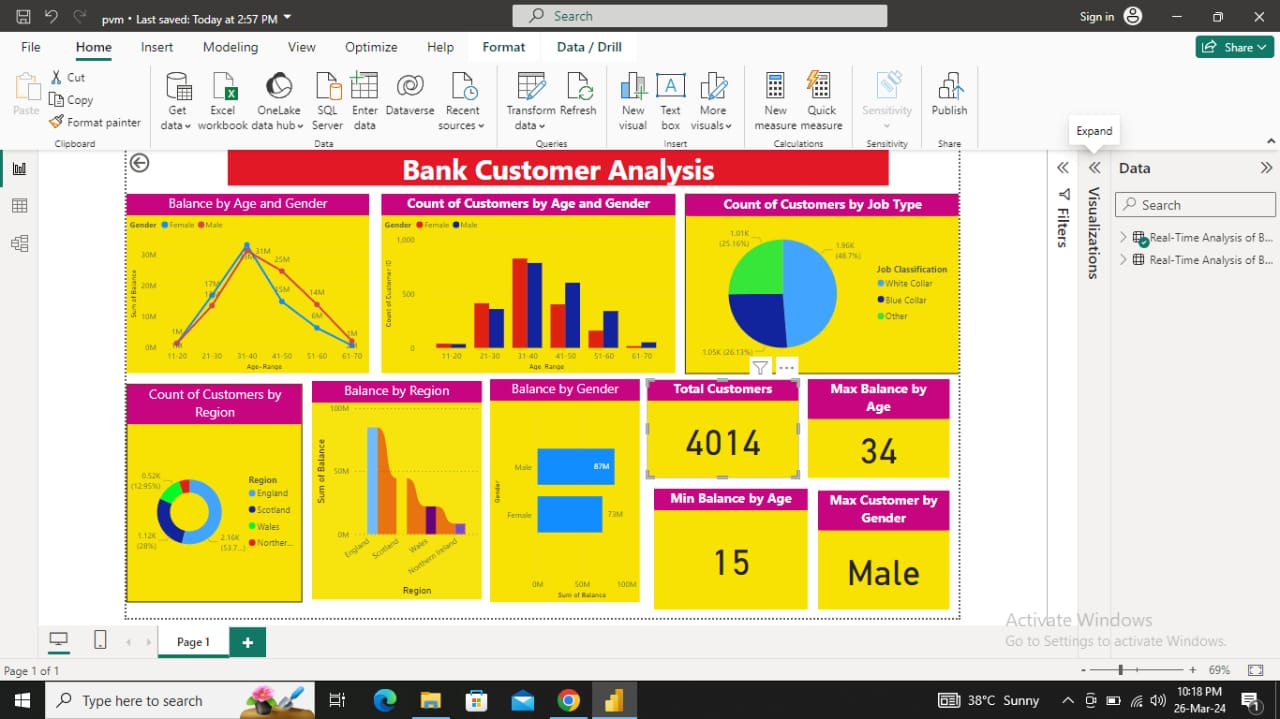 pvm • Last saved: Today at 2:57 PM
Search
Sign in
File Home Insert Modeling View Optimize Help Format Data / Drill
Share
Paste
Cut
Copy
Format painter
Clipboard
Get data
Excel workbook
OneLake data hub
SQL Server
Enter data
Dataverse
Recent sources
Data
Transform data
Refresh
Queries
New visual
Text box
More visuals
Insert
New measure
Quick measure
Calculations
Sensitivity
Sensitivity
Publish
Share
Expand
Bank Customer Analysis
Balance by Age and Gender
Gender Female Male
Sum of Balance
30M
20M
10M
0M
1M
17M
31M
25M
15M
14M
6M
1M
11-20 21-30 31-40 41-50 51-60 61-70
Age-Range
Count of Customers by Age and Gender
Gender Female Male
Count of Customer ID
1,000
500
0
11-20 21-30 31-40 41-50 51-60 61-70
Age Range
Count of Customers by Job Type
1.01K
(25.16%)
1.96K
(48.7%)
1.05K (26.13%)
Job Classification
White Collar
Blue Collar
Other
Count of Customers by
Region
0.52K
(12.95%)
1.12K
(28%)
2.16K
(53.7...)
Region
England
Scotland
Wales
Norther...
Balance by Region
Sum of Balance
100M
50M
0M
England Scotland Wales Northern Ireland
Region
Balance by Gender
Gender
Male 87M
Female 73M
0M 50M 100M
Sum of Balance
Total Customers
4014
Max Balance by
Age
34
Min Balance by Age
15
Max Customer by
Gender
Male
Filters
Visualizations
Data
Search
Real-Time Analysis of B...
Real-Time Analysis of B...
Activate Windows
Go to Settings to activate Windows.
Page 1
Page 1 of 1
- + 69%
Type here to search
38°C Sunny
10:18 PM
26-Mar-24
1